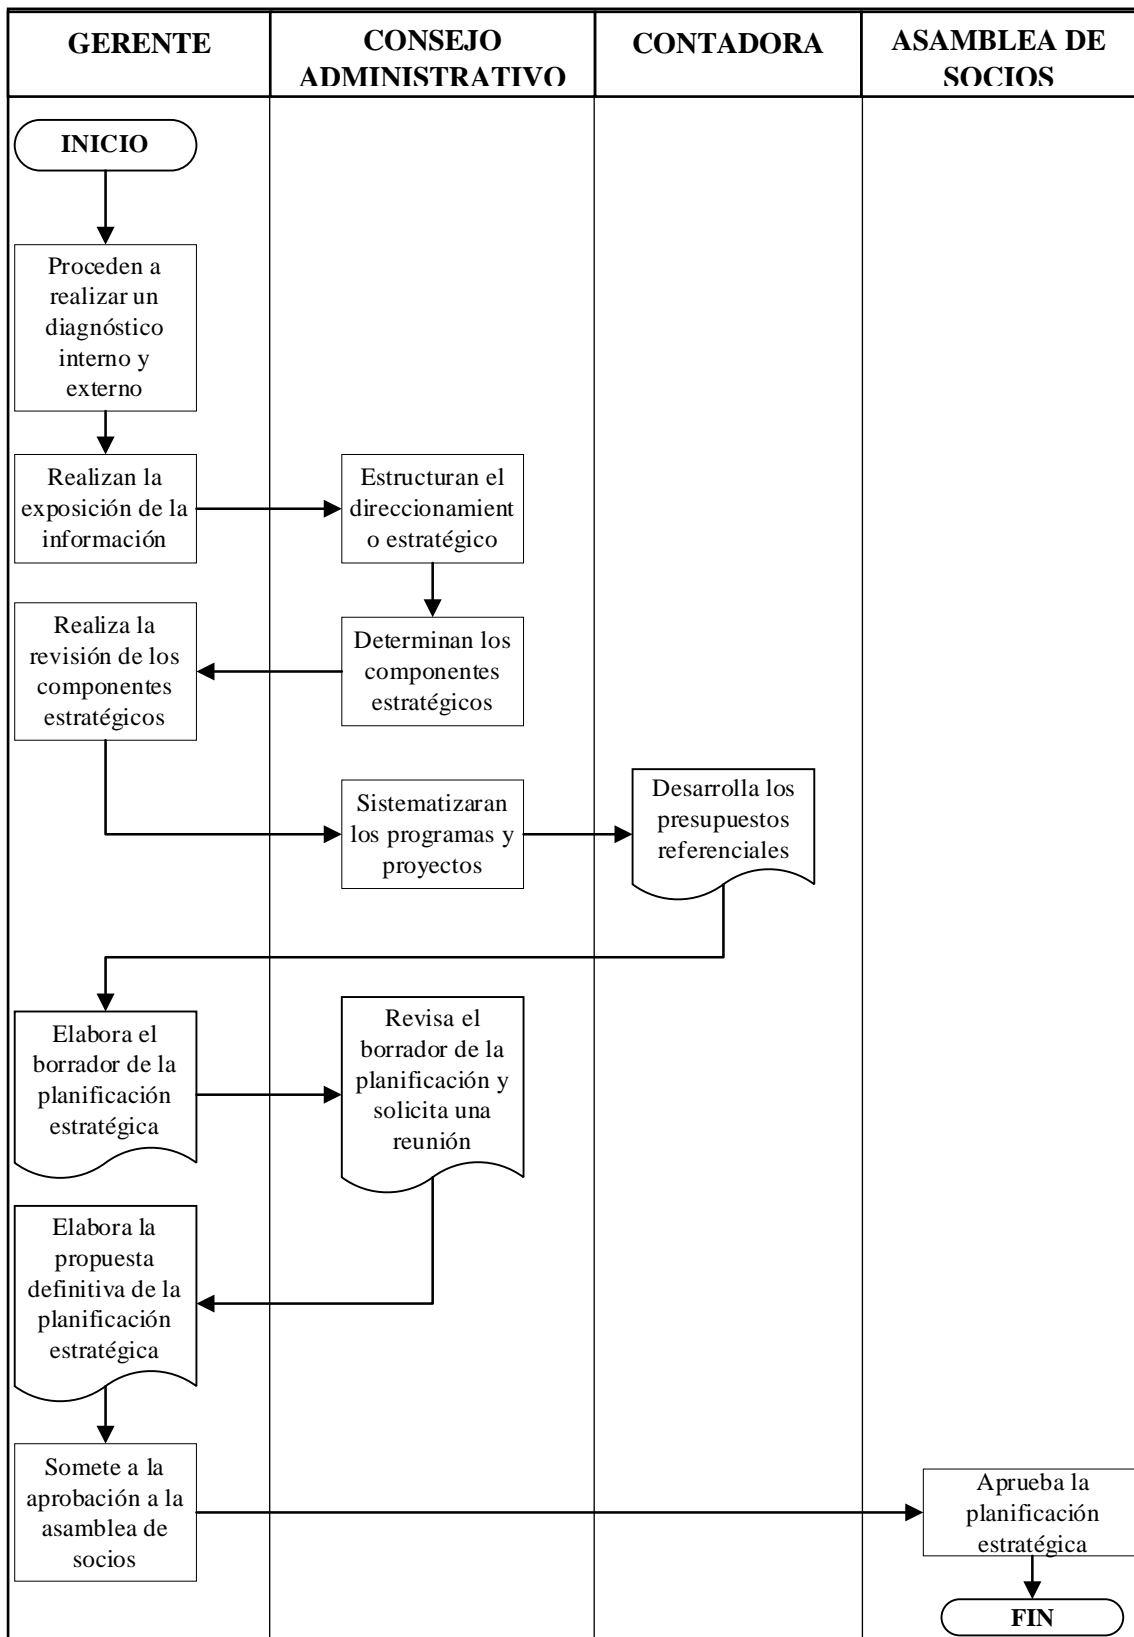 GERENTE
CONSEJO
ADMINISTRATIVO
CONTADORA
ASAMBLEA DE
SOCIOS
INICIO
Proceden a
realizar un
diagnóstico
interno y
externo
Realizan la
exposición de la
información
Estructuran el
direccionamient
o estratégico
Realiza la
revisión de los
componentes
estratégicos
Determinan los
componentes
estratégicos
Sistematizaran
los programas y
proyectos
Desarrolla los
presupuestos
referenciales
Elabora el
borrador de la
planificación
estratégica
Revisa el
borrador de la
planificación y
solicita una
reunión
Elabora la
propuesta
definitiva de la
planificación
estratégica
Somete a la
aprobación a la
asamblea de
socios
Aprueba la
planificación
estratégica
FIN